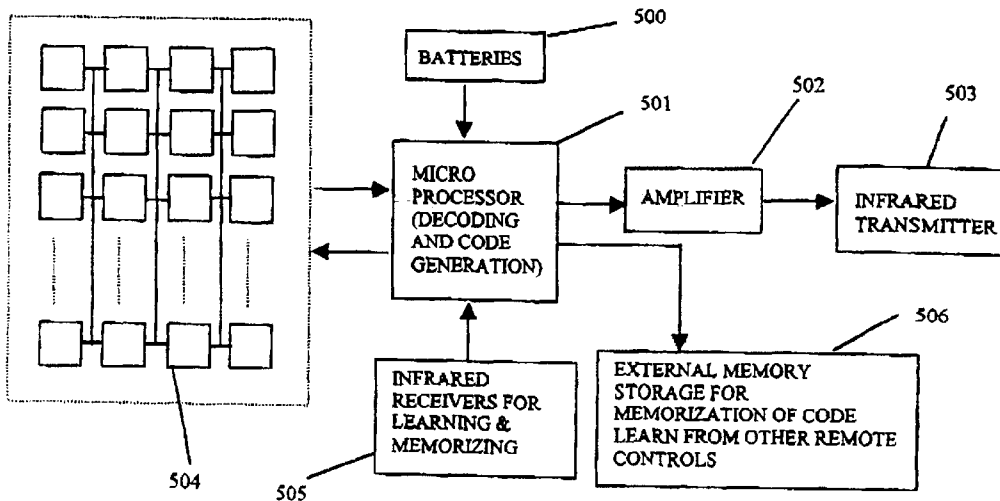 500
BATTERIES
501
502
503
MICRO
PROCESSOR
(DECODING
AND CODE
GENERATION)
AMPLIFIER
INFRARED
TRANSMITTER
506
INFRARED
RECEIVERS FOR
LEARNING &
MEMORIZING
EXTERNAL MEMORY
STORAGE FOR
MEMORIZATION OF CODE
LEARN FROM OTHER REMOTE
CONTROLS
504
505